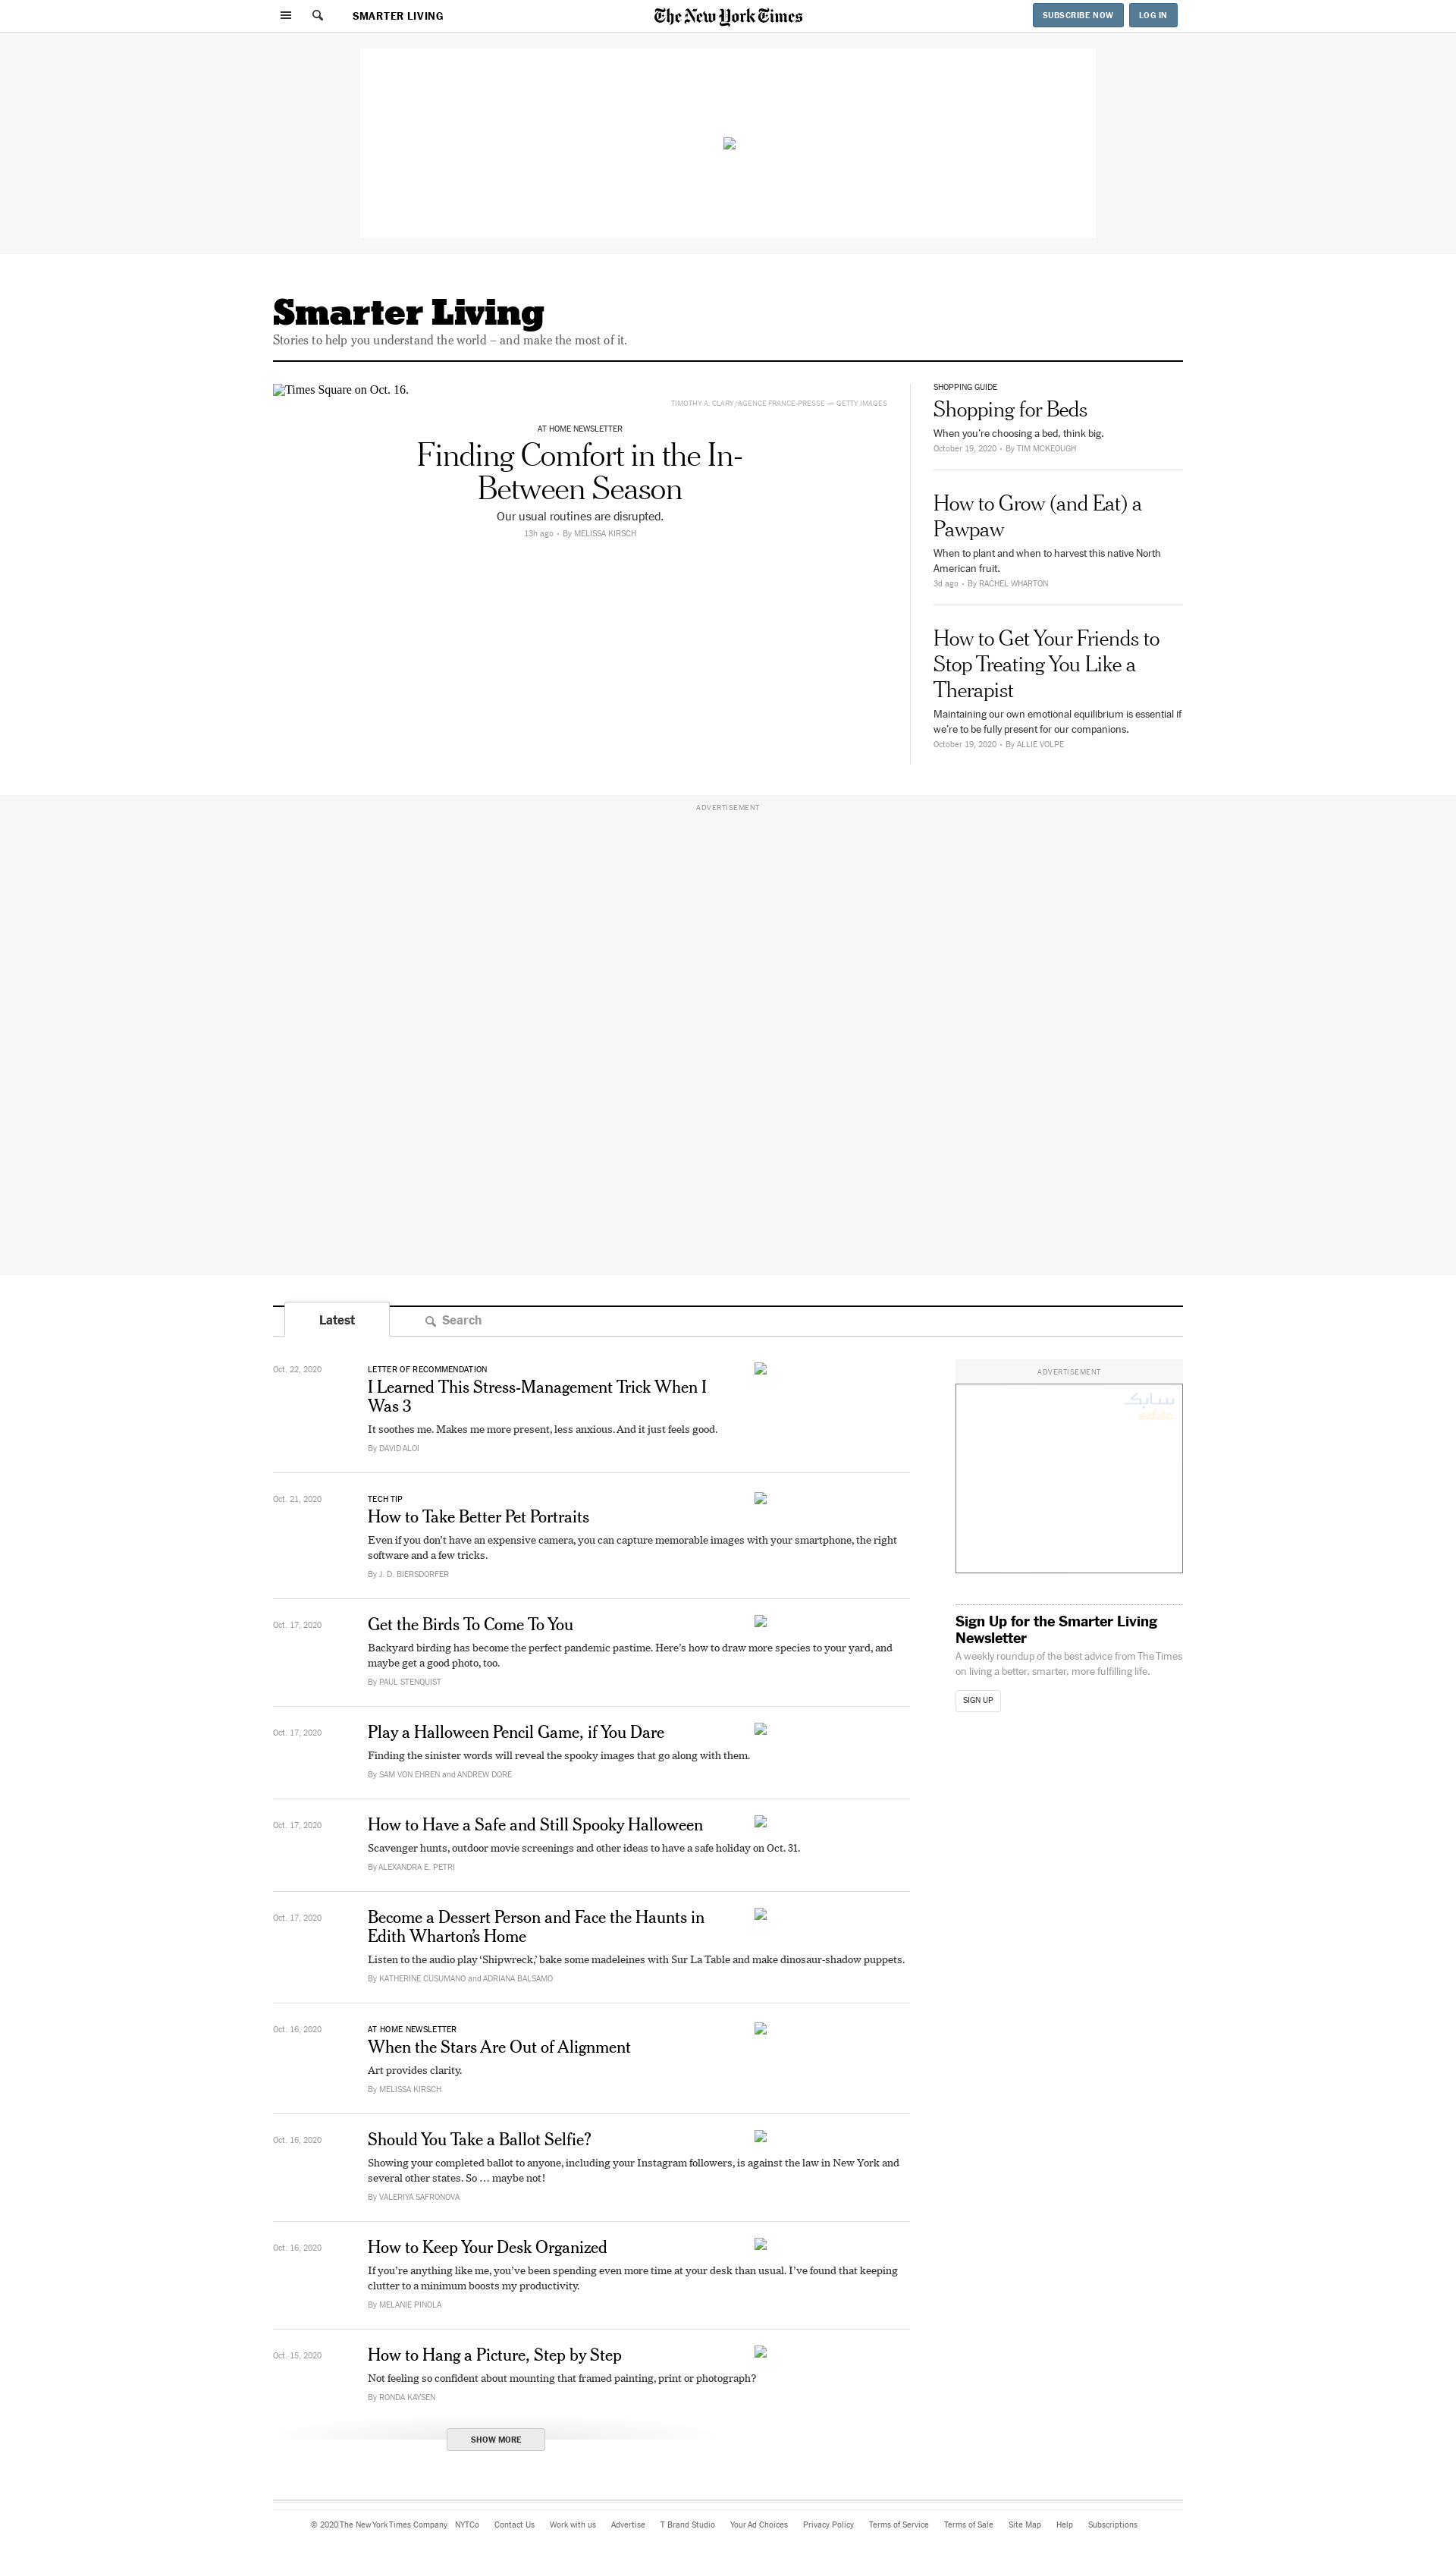 SMARTER LIVING
The New York Times
SUBSCRIBE NOW
LOG IN
Smarter Living
Stories to help you understand the world – and make the most of it.
Times Square on Oct. 16.
TIMOTHY A. CLARY/AGENCE FRANCE-PRESSE — GETTY IMAGES
AT HOME NEWSLETTER
Finding Comfort in the In-
Between Season
Our usual routines are disrupted.
13h ago • By MELISSA KIRSCH
SHOPPING GUIDE
Shopping for Beds
When you’re choosing a bed, think big.
October 19, 2020 • By TIM MCKEOUGH
How to Grow (and Eat) a
Pawpaw
When to plant and when to harvest this native North
American fruit.
3d ago • By RACHEL WHARTON
How to Get Your Friends to
Stop Treating You Like a
Therapist
Maintaining our own emotional equilibrium is essential if
we’re to be fully present for our companions.
October 19, 2020 • By ALLIE VOLPE
ADVERTISEMENT
Latest
Search
Oct. 22, 2020
LETTER OF RECOMMENDATION
I Learned This Stress-Management Trick When I
Was 3
It soothes me. Makes me more present, less anxious. And it just feels good.
By DAVID ALOI
Oct. 21, 2020
TECH TIP
How to Take Better Pet Portraits
Even if you don’t have an expensive camera, you can capture memorable images with your smartphone, the right
software and a few tricks.
By J. D. BIERSDORFER
Oct. 17, 2020
Get the Birds To Come To You
Backyard birding has become the perfect pandemic pastime. Here’s how to draw more species to your yard, and
maybe get a good photo, too.
By PAUL STENQUIST
Oct. 17, 2020
Play a Halloween Pencil Game, if You Dare
Finding the sinister words will reveal the spooky images that go along with them.
By SAM VON EHREN and ANDREW DORE
Oct. 17, 2020
How to Have a Safe and Still Spooky Halloween
Scavenger hunts, outdoor movie screenings and other ideas to have a safe holiday on Oct. 31.
By ALEXANDRA E. PETRI
Oct. 17, 2020
Become a Dessert Person and Face the Haunts in
Edith Wharton’s Home
Listen to the audio play ‘Shipwreck,’ bake some madeleines with Sur La Table and make dinosaur-shadow puppets.
By KATHERINE CUSUMANO and ADRIANA BALSAMO
Oct. 16, 2020
AT HOME NEWSLETTER
When the Stars Are Out of Alignment
Art provides clarity.
By MELISSA KIRSCH
Oct. 16, 2020
Should You Take a Ballot Selfie?
Showing your completed ballot to anyone, including your Instagram followers, is against the law in New York and
several other states. So … maybe not!
By VALERIYA SAFRONOVA
Oct. 16, 2020
How to Keep Your Desk Organized
If you’re anything like me, you’ve been spending even more time at your desk than usual. I’ve found that keeping
clutter to a minimum boosts my productivity.
By MELANIE PINOLA
Oct. 15, 2020
How to Hang a Picture, Step by Step
Not feeling so confident about mounting that framed painting, print or photograph?
By RONDA KAYSEN
SHOW MORE
ADVERTISEMENT
سابك
sabic
Sign Up for the Smarter Living
Newsletter
A weekly roundup of the best advice from The Times
on living a better, smarter, more fulfilling life.
SIGN UP
© 2020 The New York Times Company NYTCo Contact Us Work with us Advertise T Brand Studio Your Ad Choices Privacy Policy Terms of Service Terms of Sale Site Map Help Subscriptions